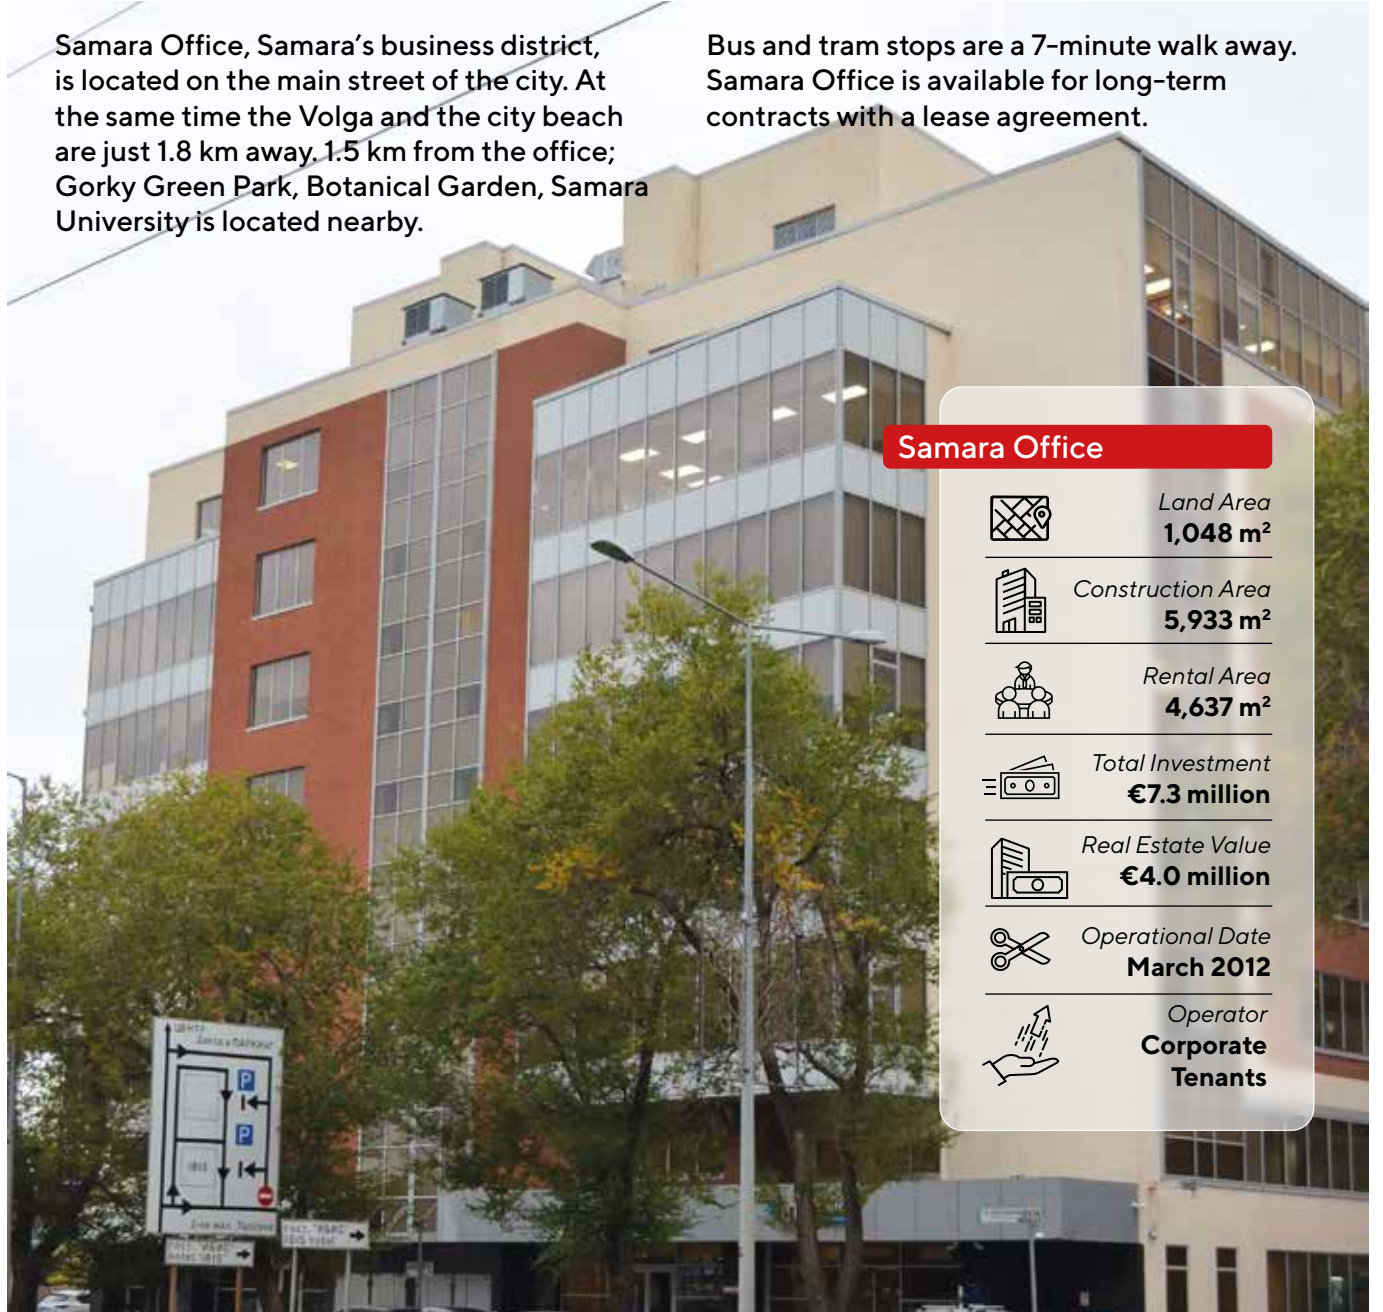 Samara Office, Samara's business district,
is located on the main street of the city. At
the same time the Volga and the city beach
are just 1.8 km away. 1.5 km from the office;
Gorky Green Park, Botanical Garden, Samara
University is located nearby.
Bus and tram stops are a 7-minute walk away.
Samara Office is available for long-term
contracts with a lease agreement.
Samara Office
Land Area
1,048 m²
Construction Area
5,933 m²
Rental Area
4,637 m²
Total Investment
€7.3 million
Real Estate Value
€4.0 million
Operational Date
March 2012
Operator
Corporate
Tenants
ЦЕНТР
P
P
IBIS